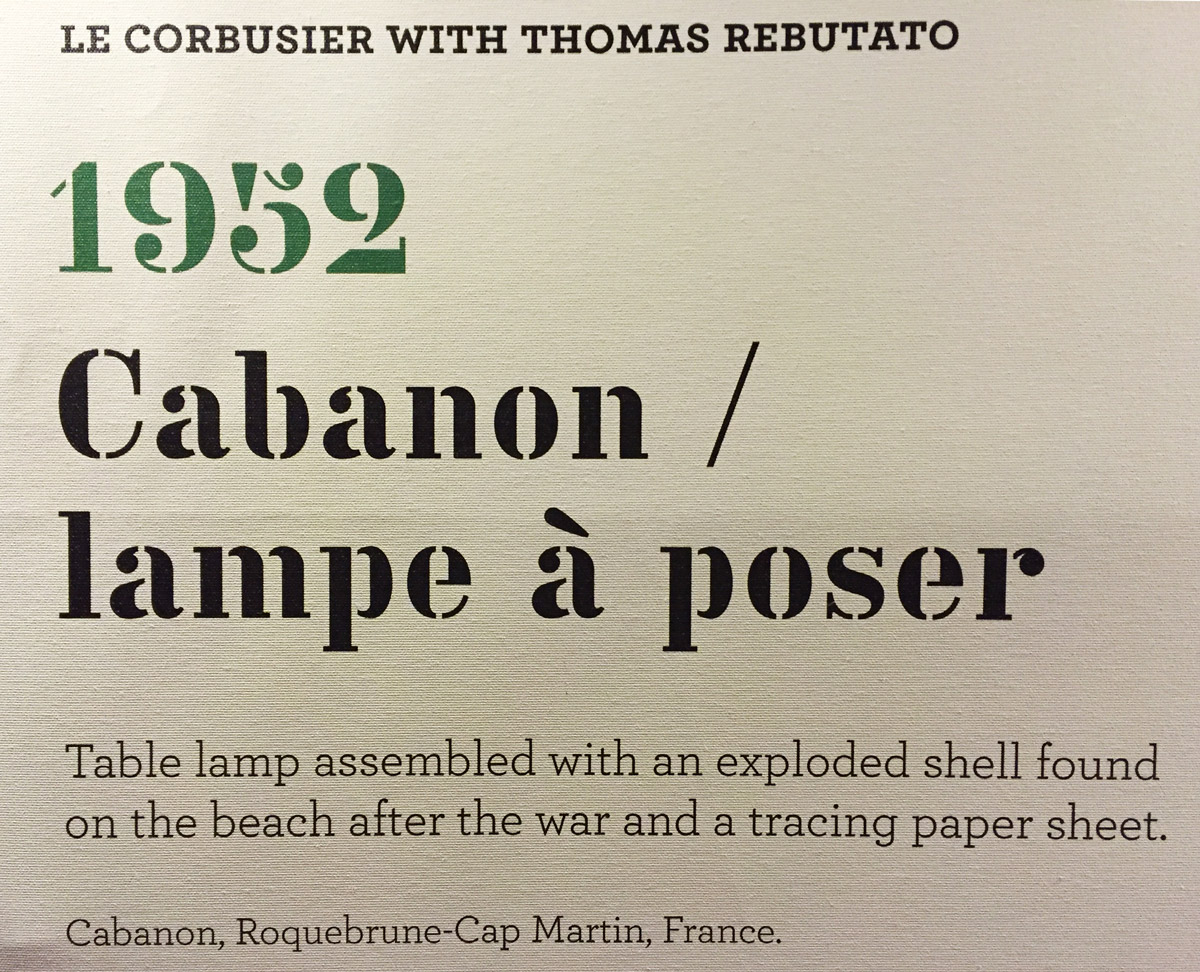 LE CORBUSIER WITH THOMAS REBUTATO
1952
Cabanon /
lampe à poser
Table lamp assembled with an exploded shell found
on the beach after the war and a tracing paper sheet.
Cabanon, Roquebrune-Cap Martin, France.